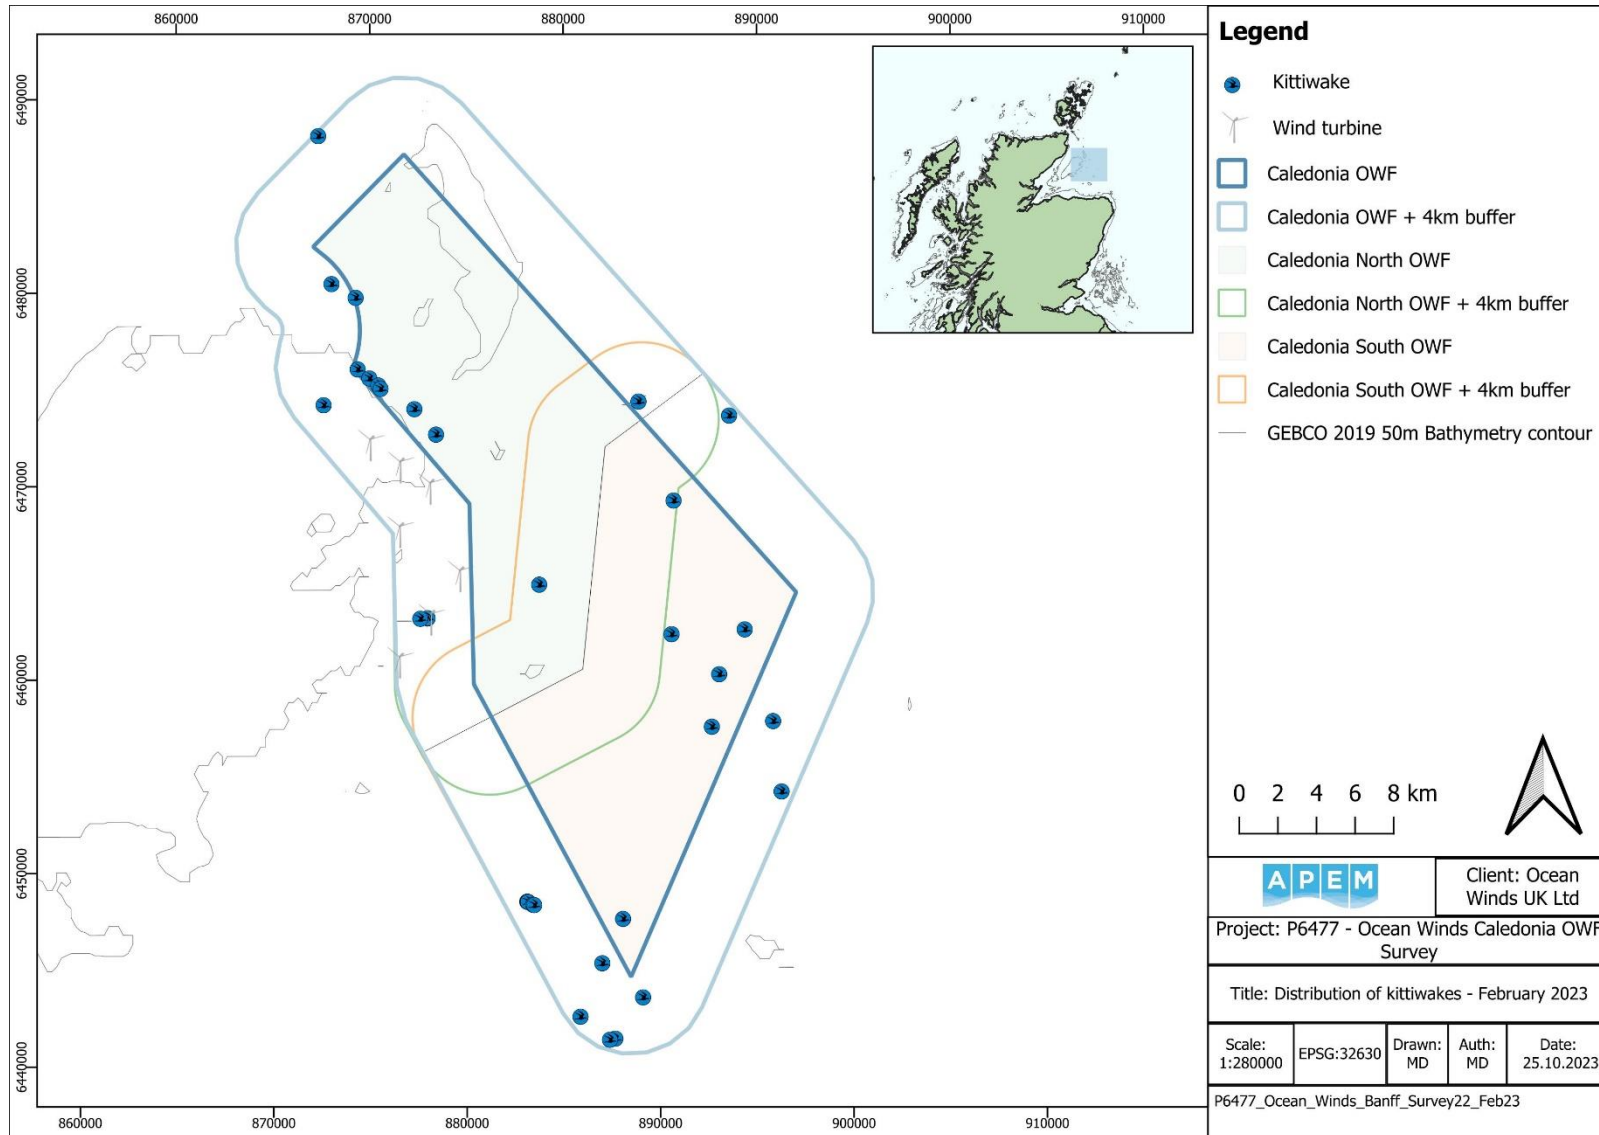 860000 870000 880000 890000 900000 910000
6490000
6480000
6470000
6460000
6450000
6440000
860000 870000 880000 890000 900000 910000
Legend
Kittiwake
Wind turbine
Caledonia OWF
Caledonia OWF + 4km buffer
Caledonia North OWF
Caledonia North OWF + 4km buffer
Caledonia South OWF
Caledonia South OWF + 4km buffer
GEBCO 2019 50m Bathymetry contour
0 2 4 6 8 km
APEM
Client: Ocean
Winds UK Ltd
Project: P6477 - Ocean Winds Caledonia OWF
Survey
Title: Distribution of kittiwakes - February 2023
Scale:
1:280000
EPSG:32630
Drawn:
MD
Auth:
MD
Date:
25.10.2023
P6477_Ocean_Winds_Banff_Survey22_Feb23